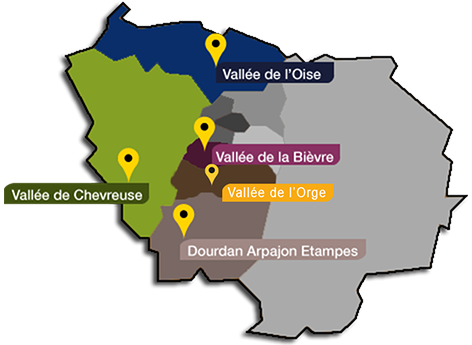 Vallée de l'Oise
Vallée de la Bièvre
Vallée de Chevreuse
Vallée de l'Orge
Dourdan Arpajon Etampes